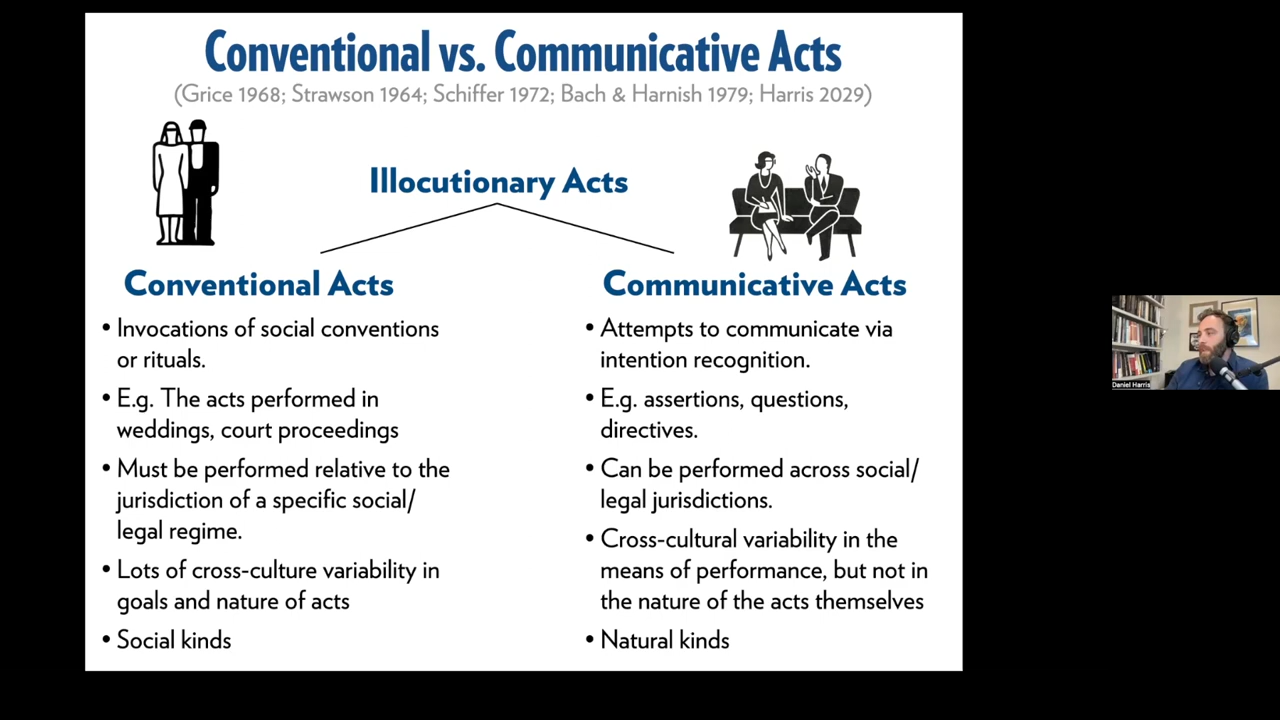 Conventional vs. Communicative Acts
(Grice 1968; Strawson 1964; Schiffer 1972; Bach & Harnish 1979; Harris 2029)
Illocutionary Acts
Conventional Acts
• Invocations of social conventions
or rituals.
• E.g. The acts performed in
weddings, court proceedings
• Must be performed relative to the
jurisdiction of a specific social/
legal regime.
• Lots of cross-culture variability in
goals and nature of acts
• Social kinds
Communicative Acts
• Attempts to communicate via
intention recognition.
• E.g. assertions, questions,
directives.
• Can be performed across social/
legal jurisdictions.
• Cross-cultural variability in the
means of performance, but not in
the nature of the acts themselves
• Natural kinds
Daniel Harris